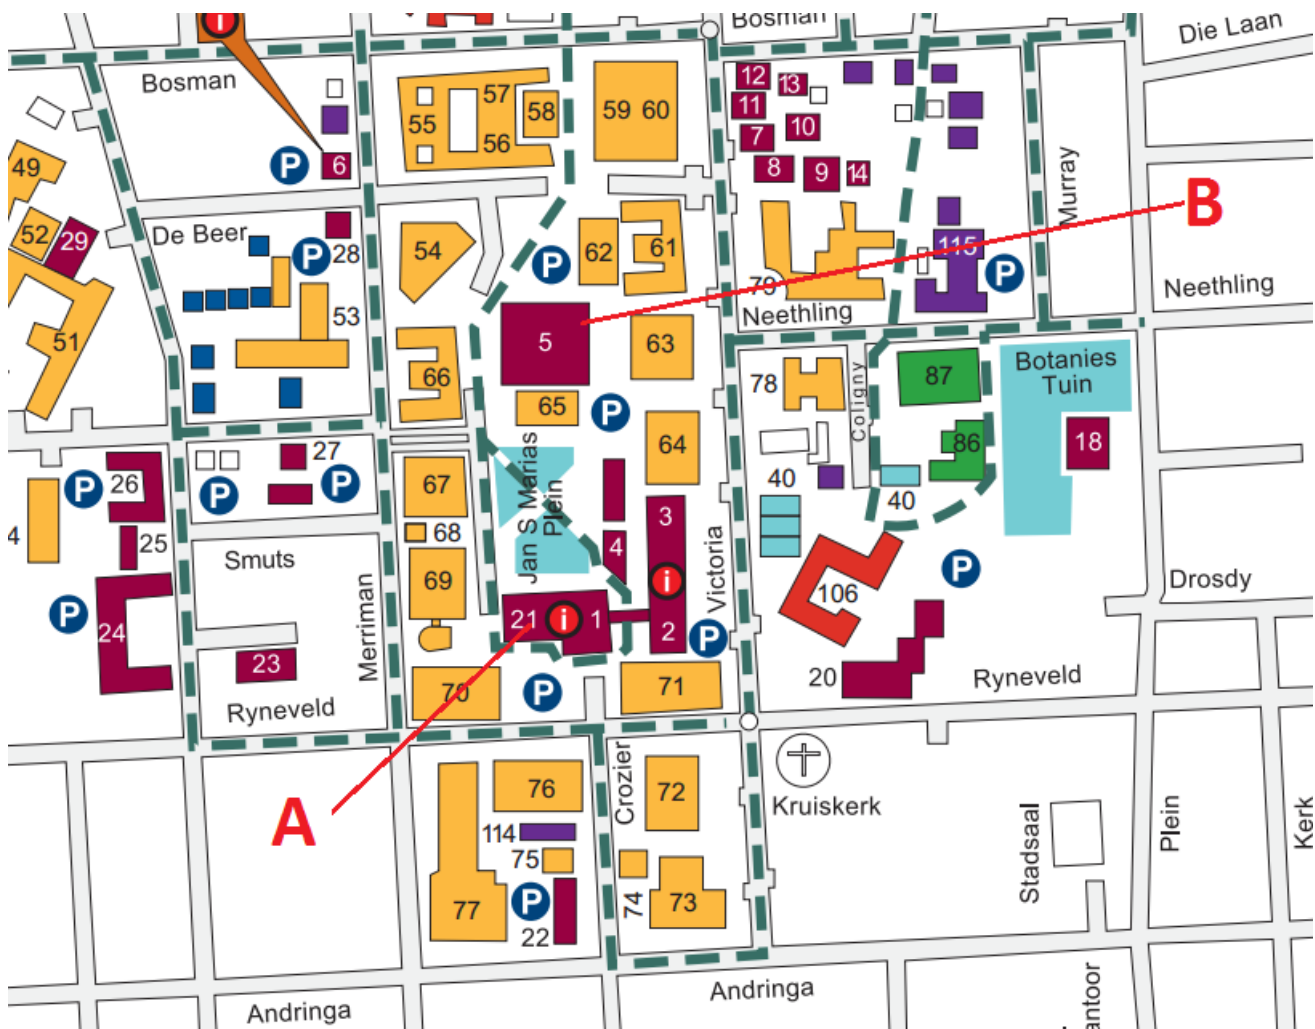 Bosman
Die Laan
i
Bosman
12
13
11
7
10
8
9
14
57
55
58
56
59 60
49
P
6
52
29
De Beer
P
28
54
P
62
61
115
P
Murray
B
79
Neethling
Neethling
51
53
5
63
66
65
P
64
78
Coligny
87
Botanies
Tuin
86
18
40
40
27
P
P
P
26
4
25
67
68
69
Jan S Marias
Plein
3
4
i
2
Victoria
P
21
i
1
Smuts
P
24
23
Merriman
Ryneveld
70
P
71
106
P
20
Ryneveld
Drosdy
A
76
114
75
P
22
77
Crozier
72
74
73
Kruiskerk
Stadsaal
Plein
Kerk
Andringa
Andringa
antoor